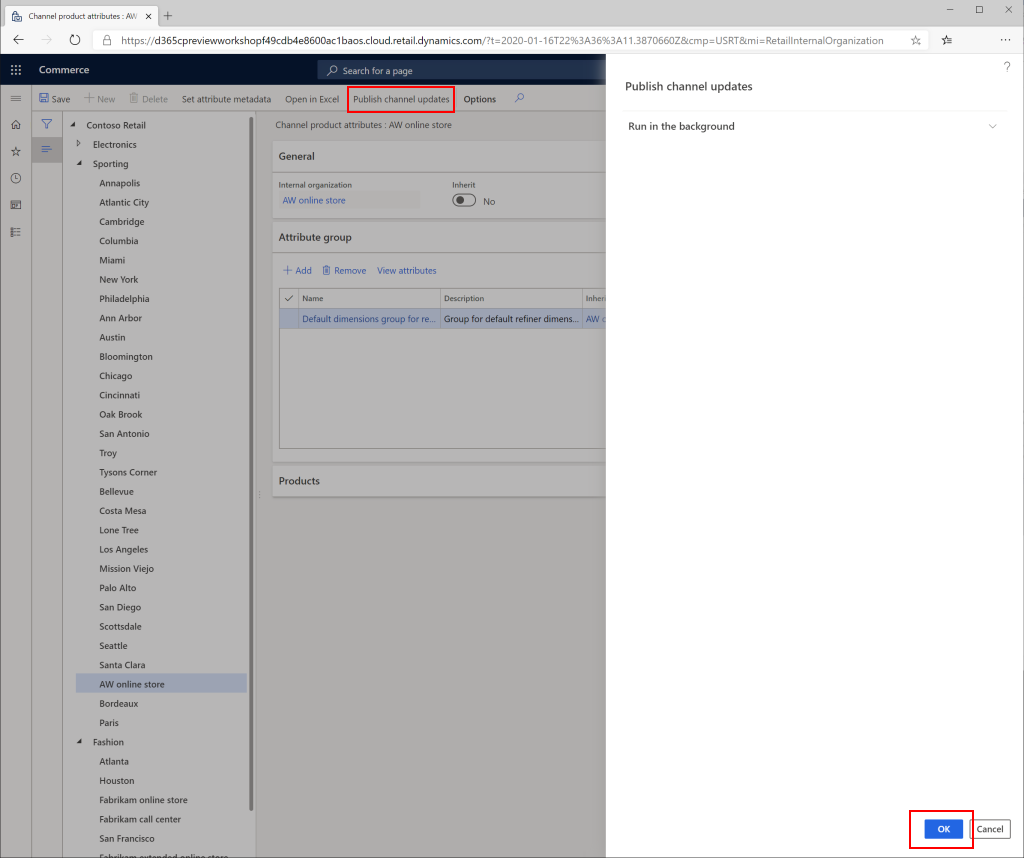 Channel product attributes : AW
https://d365cpreviewworkshopf49cdb4e8600ac1baos.cloud.retail.dynamics.com/?t=2020-01-16T22%3A36%3A11.3870660Z&cmp=USRT&mi=RetailInternalOrganization
Commerce
Search for a page
?
Save
New
Delete
Set attribute metadata
Open in Excel
Publish channel updates
Options
Contoso Retail
Electronics
Sporting
Annapolis
Atlantic City
Cambridge
Columbia
Miami
New York
Philadelphia
Ann Arbor
Austin
Bloomington
Chicago
Cincinnati
Oak Brook
San Antonio
Troy
Tysons Corner
Bellevue
Costa Mesa
Lone Tree
Los Angeles
Mission Viejo
Palo Alto
San Diego
Scottsdale
Seattle
Santa Clara
AW online store
Bordeaux
Paris
Fashion
Atlanta
Houston
Fabrikam online store
Fabrikam call center
San Francisco
Fabrikam extended online store
Channel product attributes : AW online store
General
Internal organization
AW online store
Inherit
No
Attribute group
Add
Remove
View attributes
Name
Description
Inheri
Default dimensions group for re...
Group for default refiner dimens...
AW o
Products
Publish channel updates
Run in the background
OK
Cancel